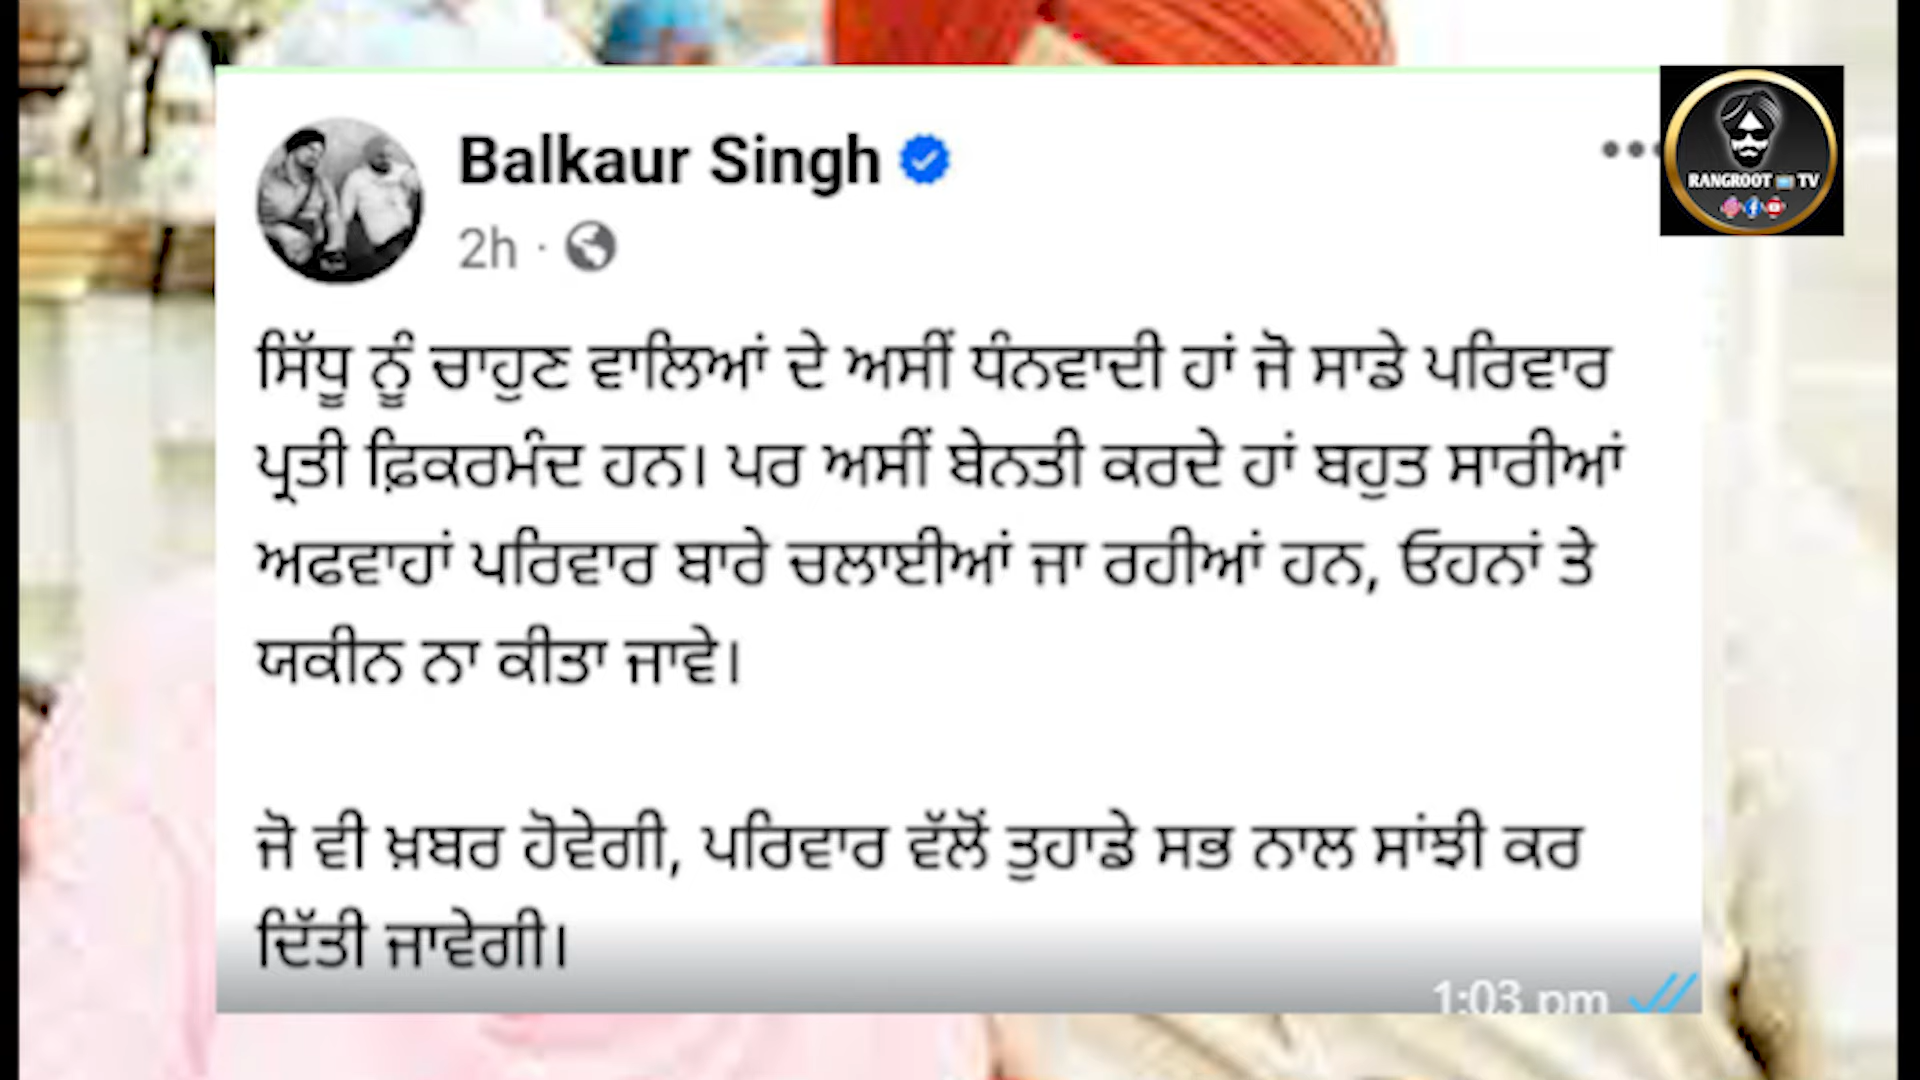 Balkaur Singh
2h ·
RANGROOT TV
ਸਿੱਧੂ ਨੂੰ ਚਾਹੁਣ ਵਾਲਿਆਂ ਦੇ ਅਸੀਂ ਧੰਨਵਾਦੀ ਹਾਂ ਜੋ ਸਾਡੇ ਪਰਿਵਾਰ
ਪ੍ਰਤੀ ਫ਼ਿਕਰਮੰਦ ਹਨ। ਪਰ ਅਸੀਂ ਬੇਨਤੀ ਕਰਦੇ ਹਾਂ ਬਹੁਤ ਸਾਰੀਆਂ
ਅਫਵਾਹਾਂ ਪਰਿਵਾਰ ਬਾਰੇ ਚਲਾਈਆਂ ਜਾ ਰਹੀਆਂ ਹਨ, ਓਹਨਾਂ ਤੇ
ਯਕੀਨ ਨਾ ਕੀਤਾ ਜਾਵੇ।
ਜੋ ਵੀ ਖ਼ਬਰ ਹੋਵੇਗੀ, ਪਰਿਵਾਰ ਵੱਲੋਂ ਤੁਹਾਡੇ ਸਭ ਨਾਲ ਸਾਂਝੀ ਕਰ
ਦਿੱਤੀ ਜਾਵੇਗੀ।
1:03 pm